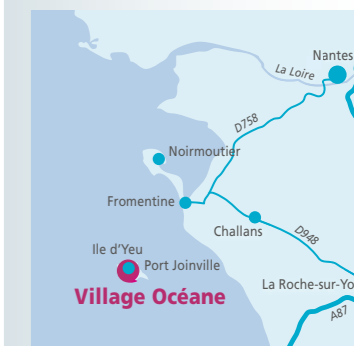 Nantes
La Loire
D758
Noirmoutier
Fromentine
Challans
D948
Ile d'Yeu
Port Joinville
La Roche-sur-Yo
Village Océane
A87